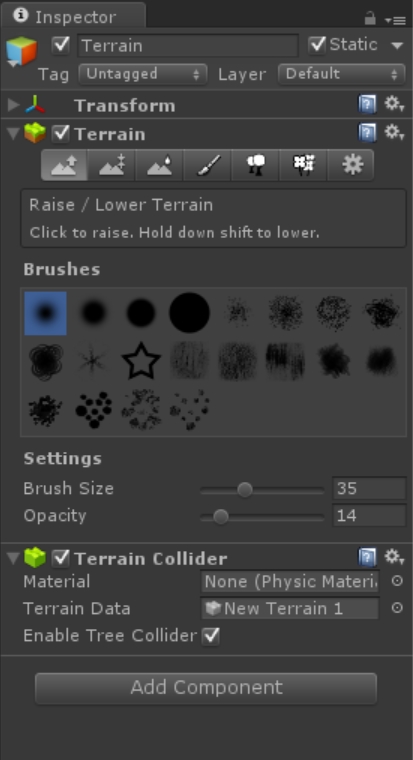 Inspector
Terrain Static
Tag Untagged Layer Default
Transform
Terrain
Raise / Lower Terrain
Click to raise. Hold down shift to lower.
Brushes
Settings
Brush Size 35
Opacity 14
Terrain Collider
Material None (Physic Materi
Terrain Data New Terrain 1
Enable Tree Collider
Add Component